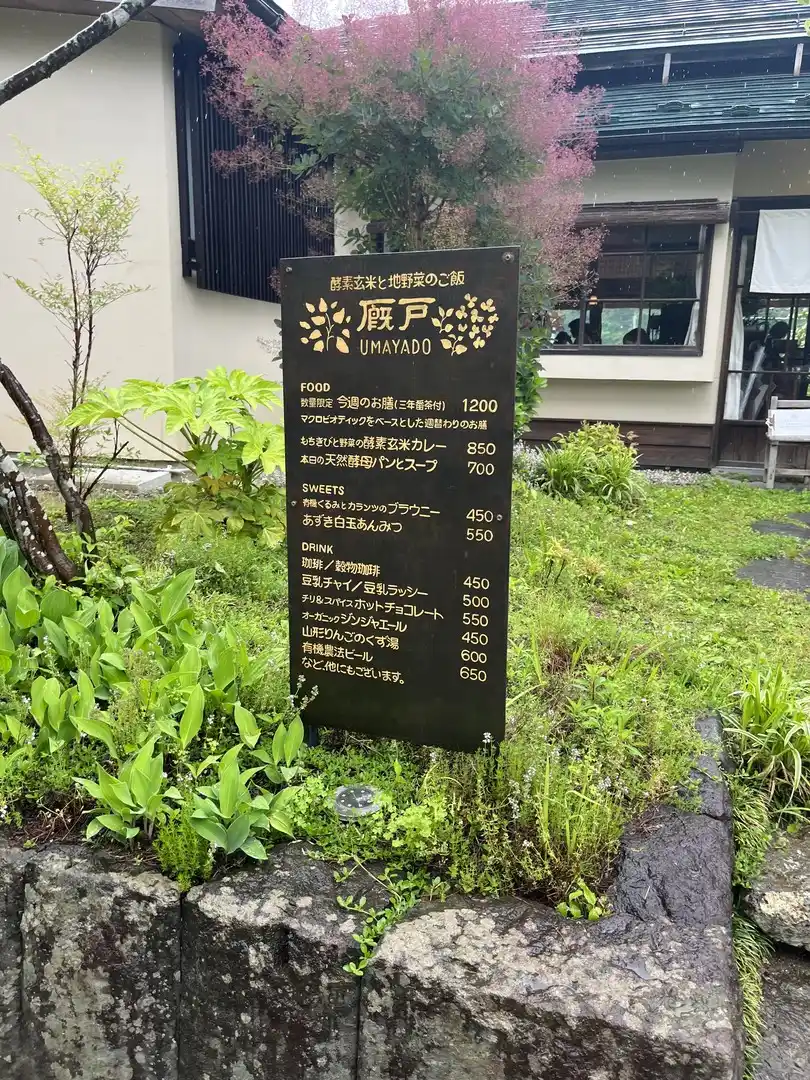 酵素玄米と地野菜のご飯
厩戸
UMAYADO
FOOD
数量限定 今週のお膳(三年番茶付) 1200
マクロビオティックをベースとした週替わりのお膳
もちきびと野菜の酵素玄米カレー 850
本日の天然酵母パンとスープ 700
SWEETS
有機くるみとカランツのブラウニー 450
あずき白玉あんみつ 550
DRINK
珈琲／穀物珈琲 450
豆乳チャイ／豆乳ラッシー 500
チリ&スパイスホットチョコレート 550
オーガニックジンジャエール 450
山形りんごのくず湯 600
有機農法ビール 650
など、他にもございます。